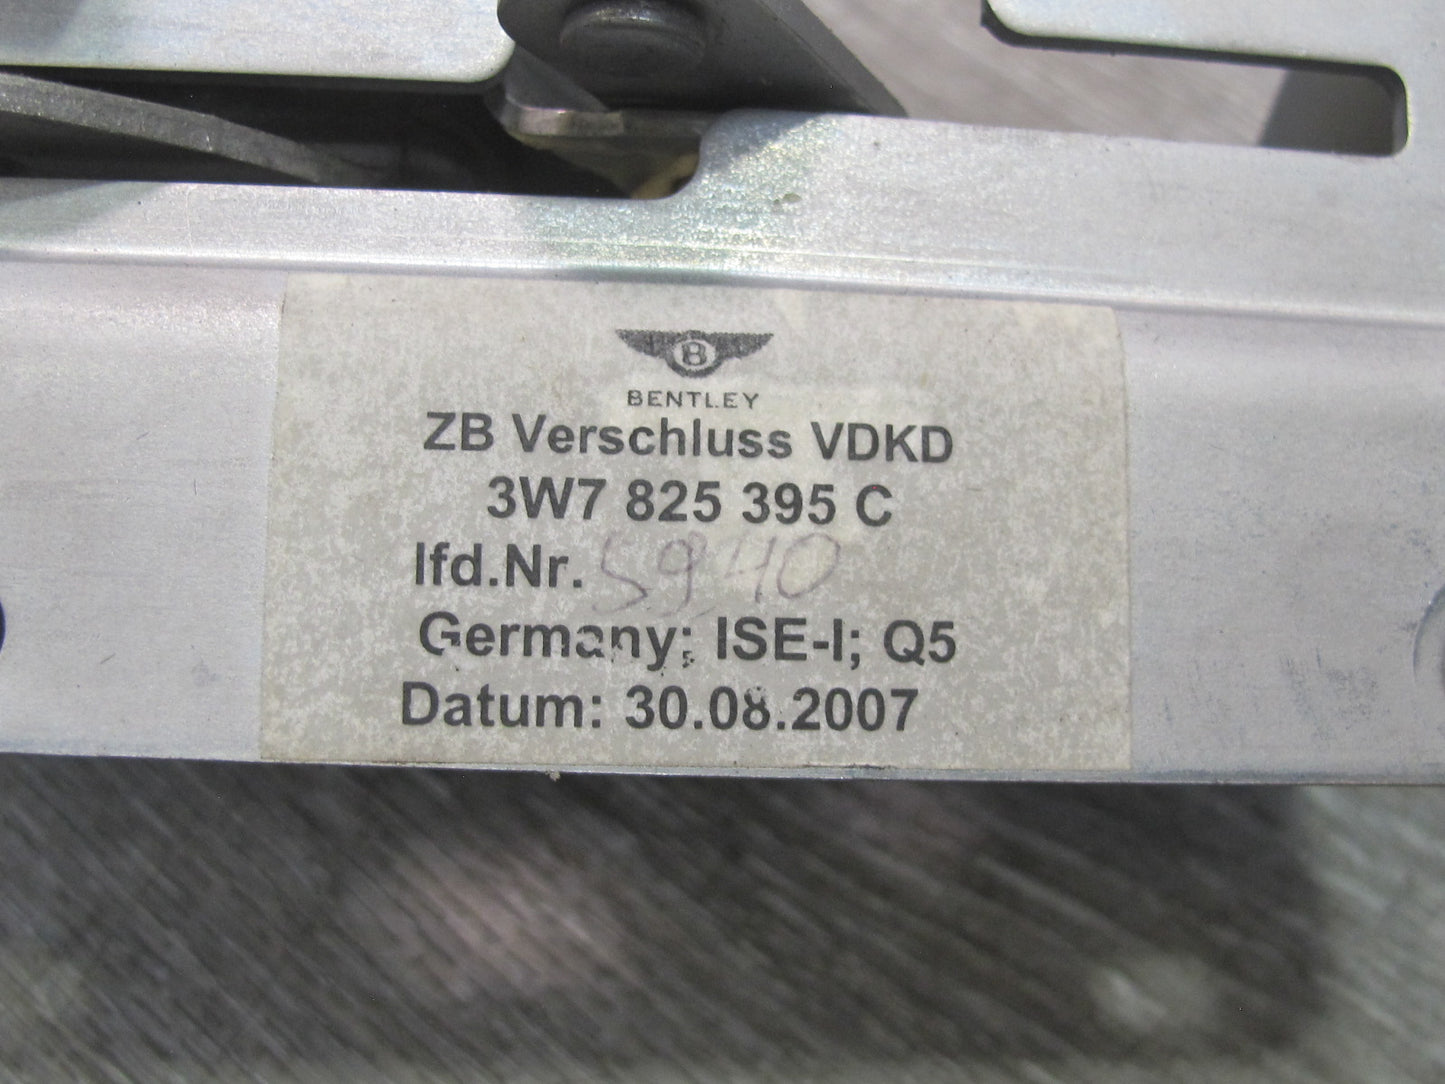 B
BENTLEY
ZB Verschluss VDKD
3W7 825 395 C
lfd.Nr. 5940
Germany; ISE-I; Q5
Datum: 30.08.2007